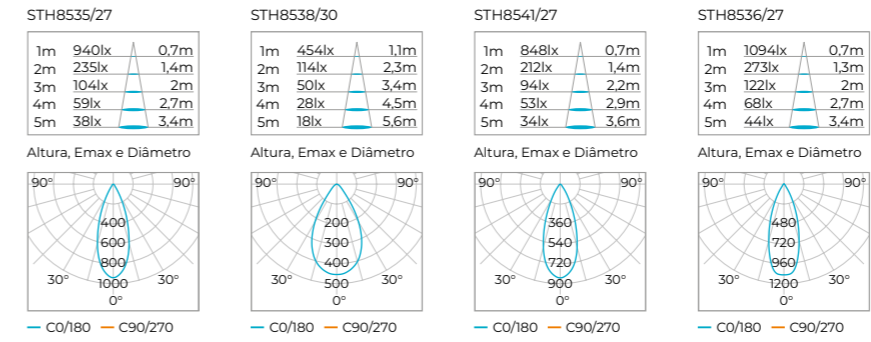 STH8535/27
1m 940lx 0,7m
2m 235lx 1,4m
3m 104lx 2m
4m 59lx 2,7m
5m 38lx 3,4m
Altura, Emax e Diâmetro
90° 90°
400
600
800
30° 30°
1000
0°
C0/180 C90/270
STH8538/30
1m 454lx 1,1m
2m 114lx 2,3m
3m 50lx 3,4m
4m 28lx 4,5m
5m 18lx 5,6m
Altura, Emax e Diâmetro
90° 90°
200
300
400
30° 30°
500
0°
C0/180 C90/270
STH8541/27
1m 848lx 0,7m
2m 212lx 1,4m
3m 94lx 2,2m
4m 53lx 2,9m
5m 34lx 3,6m
Altura, Emax e Diâmetro
90° 90°
360
540
720
30° 30°
900
0°
C0/180 C90/270
STH8536/27
1m 1094lx 0,7m
2m 273lx 1,3m
3m 122lx 2m
4m 68lx 2,7m
5m 44lx 3,4m
Altura, Emax e Diâmetro
90° 90°
480
720
960
30° 30°
1200
0°
C0/180 C90/270